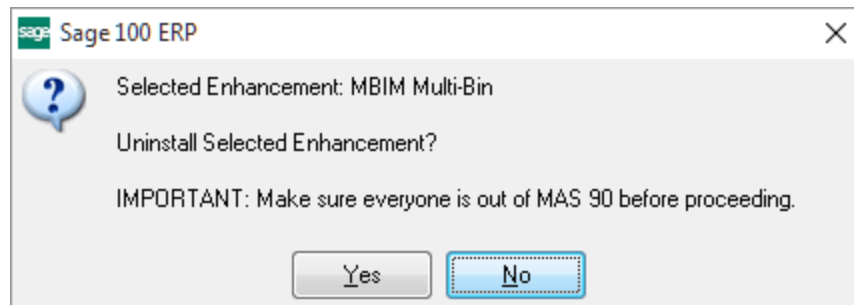 sage Sage 100 ERP
Selected Enhancement: MBIM Multi-Bin
Uninstall Selected Enhancement?
IMPORTANT: Make sure everyone is out of MAS 90 before proceeding.
Yes No